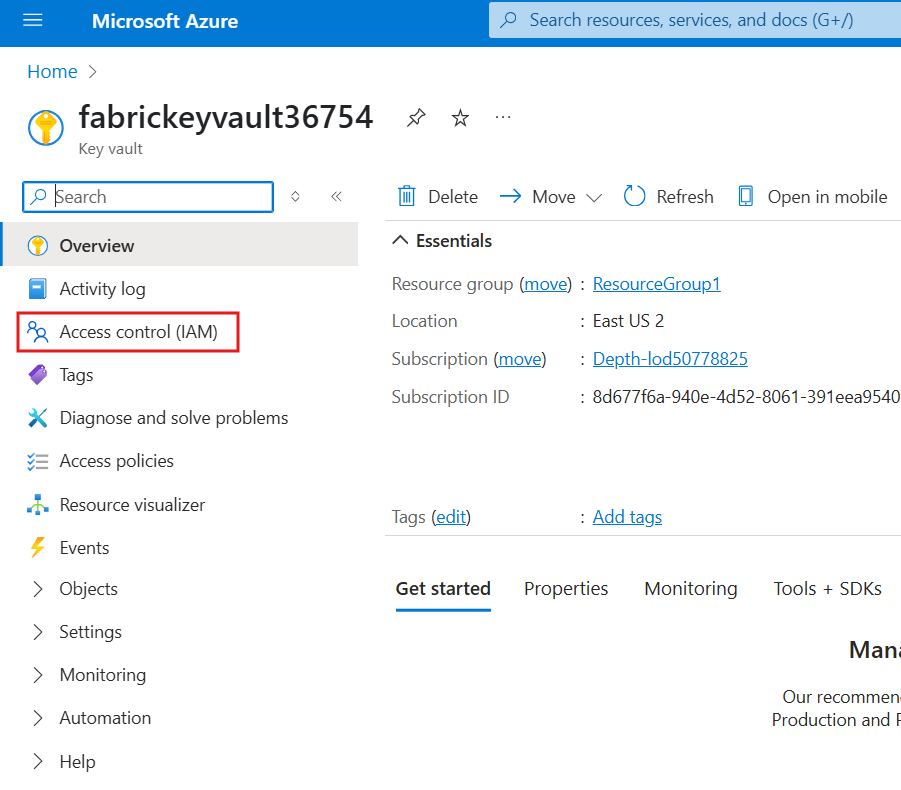 Microsoft Azure
Search resources, services, and docs (G+/)
Home
fabrickeyvault36754
Key vault
Search
Overview
Activity log
Access control (IAM)
Tags
Diagnose and solve problems
Access policies
Resource visualizer
Events
Objects
Settings
Monitoring
Automation
Help
Delete
Move
Refresh
Open in mobile
Essentials
Resource group (move) : ResourceGroup1
Location : East US 2
Subscription (move) : Depth-lod50778825
Subscription ID : 8d677f6a-940e-4d52-8061-391eea9540
Tags (edit) : Add tags
Get started Properties Monitoring Tools + SDKs
Mana
Our recommen
Production and P